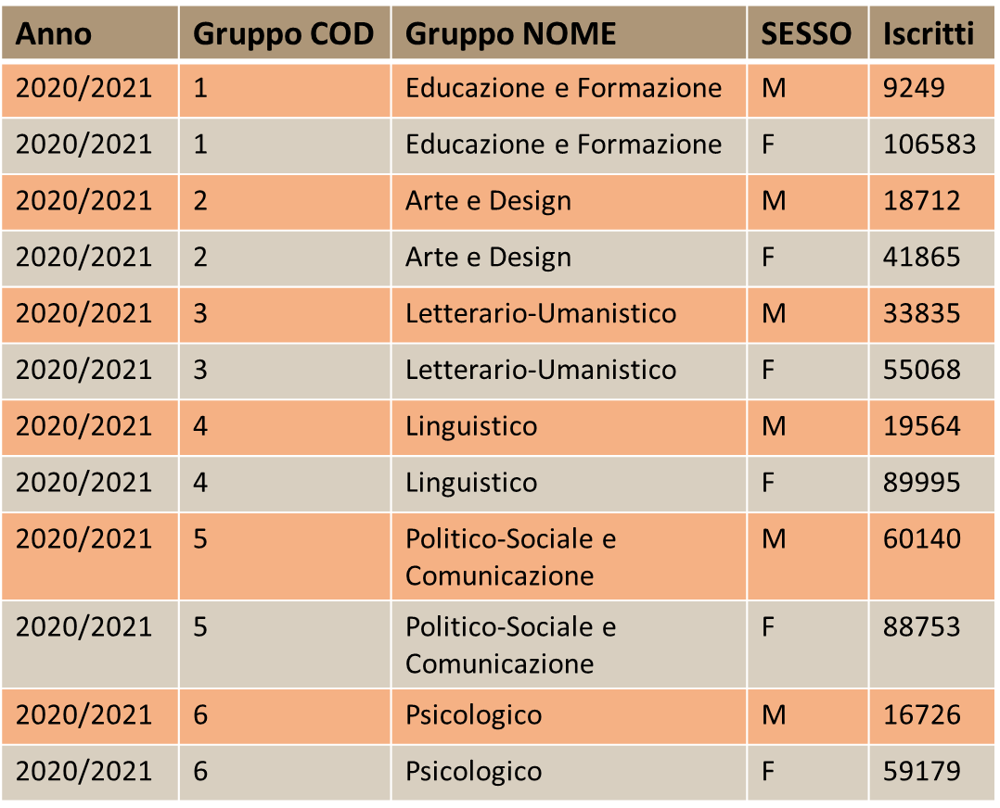 Anno Gruppo COD Gruppo NOME SESSO Iscritti
2020/2021 1 Educazione e Formazione M 9249
2020/2021 1 Educazione e Formazione F 106583
2020/2021 2 Arte e Design M 18712
2020/2021 2 Arte e Design F 41865
2020/2021 3 Letterario-Umanistico M 33835
2020/2021 3 Letterario-Umanistico F 55068
2020/2021 4 Linguistico M 19564
2020/2021 4 Linguistico F 89995
2020/2021 5 Politico-Sociale e M 60140
Comunicazione
2020/2021 5 Politico-Sociale e F 88753
Comunicazione
2020/2021 6 Psicologico M 16726
2020/2021 6 Psicologico F 59179